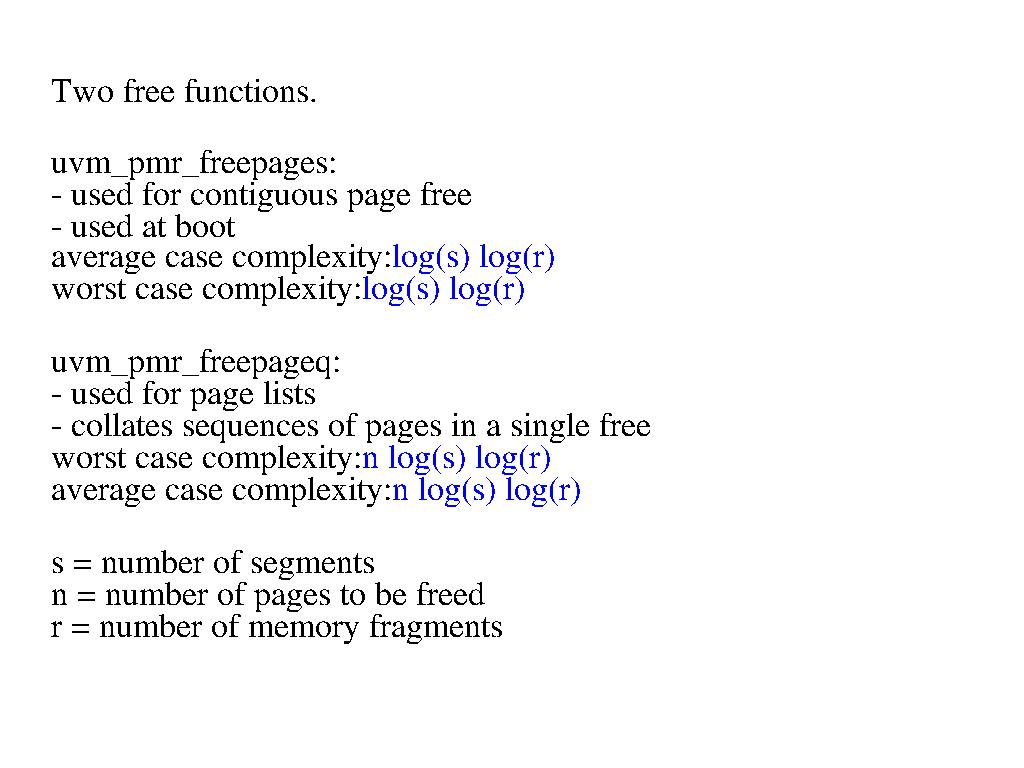 Two free functions.
uvm_pmr_freepages:
- used for contiguous page free
- used at boot
average case complexity:log(s) log(r)
worst case complexity:log(s) log(r)
uvm_pmr_freepageq:
- used for page lists
- collates sequences of pages in a single free
worst case complexity:n log(s) log(r)
average case complexity:n log(s) log(r)
s = number of segments
n = number of pages to be freed
r = number of memory fragments